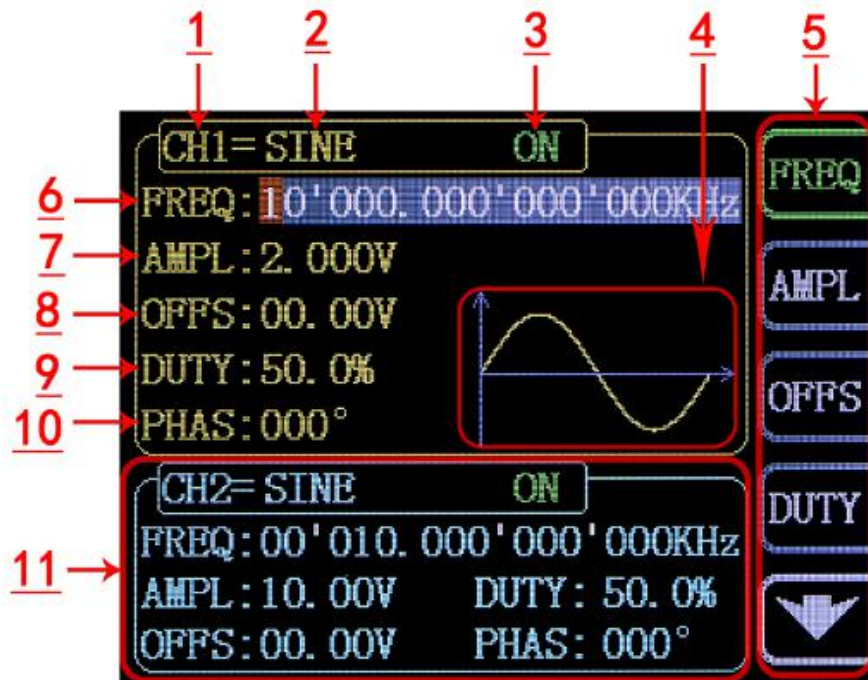 1 2 3 4 5
CH1=SINE ON
FREQ:10'000.000'000'000KHz
AMPL:2.000V
OFFS:00.00V
DUTY:50.0%
PHAS:000°
6
7
8
9
10
CH2=SINE ON
FREQ:00'010.000'000'000KHz
AMPL:10.00V DUTY:50.0%
OFFS:00.00V PHAS:000°
11
FREQ
AMPL
OFFS
DUTY